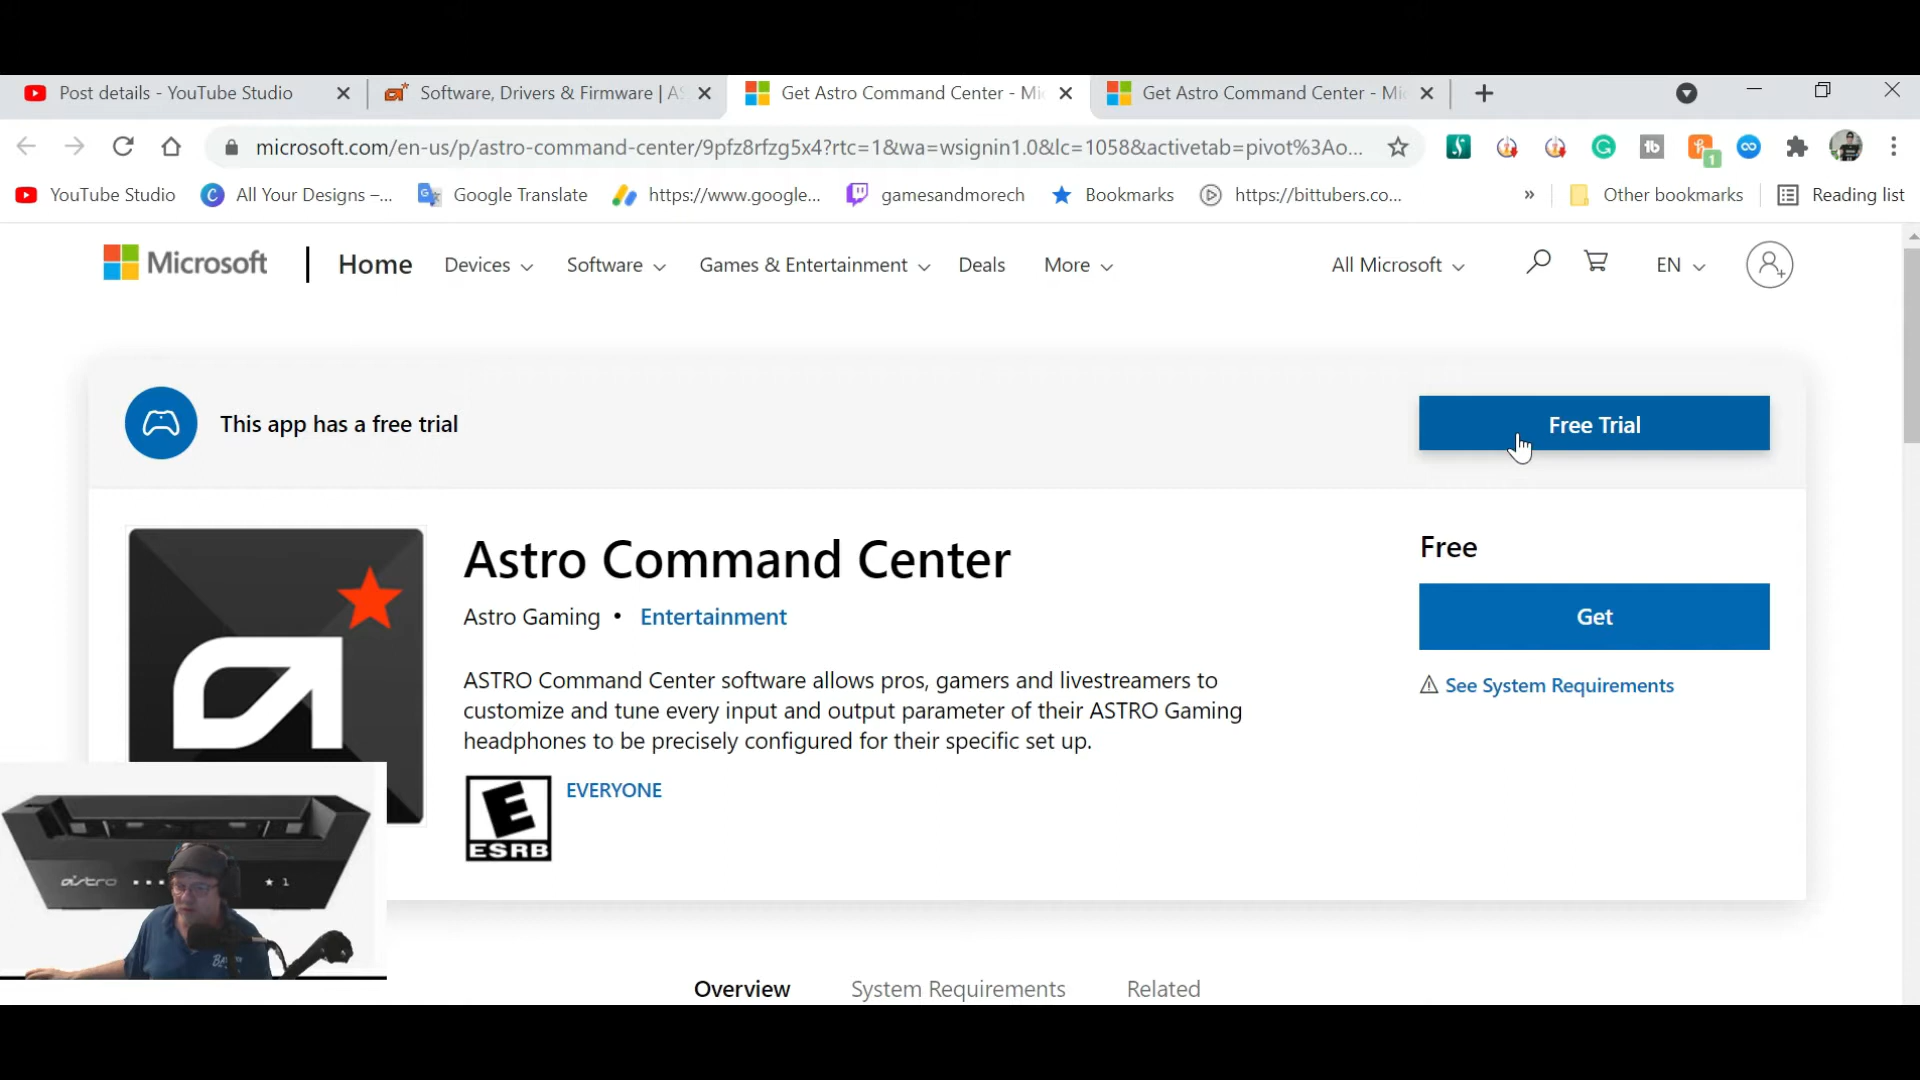 Post details - YouTube Studio
Software, Drivers & Firmware | AS
Get Astro Command Center - Mic
Get Astro Command Center - Mic
microsoft.com/en-us/p/astro-command-center/9pfz8rfzg5x4?rtc=1&wa=wsignin1.0&lc=1058&activetab=pivot%3Ao...
1
YouTube Studio
All Your Designs –...
Google Translate
https://www.google...
gamesandmorech
Bookmarks
https://bittubers.co...
»
Other bookmarks
Reading list
Microsoft
Home
Devices
Software
Games & Entertainment
Deals
More
All Microsoft
EN
This app has a free trial
Free Trial
Astro Command Center
Free
Astro Gaming • Entertainment
Get
ASTRO Command Center software allows pros, gamers and livestreamers to
customize and tune every input and output parameter of their ASTRO Gaming
headphones to be precisely configured for their specific set up.
See System Requirements
E
ESRB
EVERYONE
astro
1
Overview
System Requirements
Related